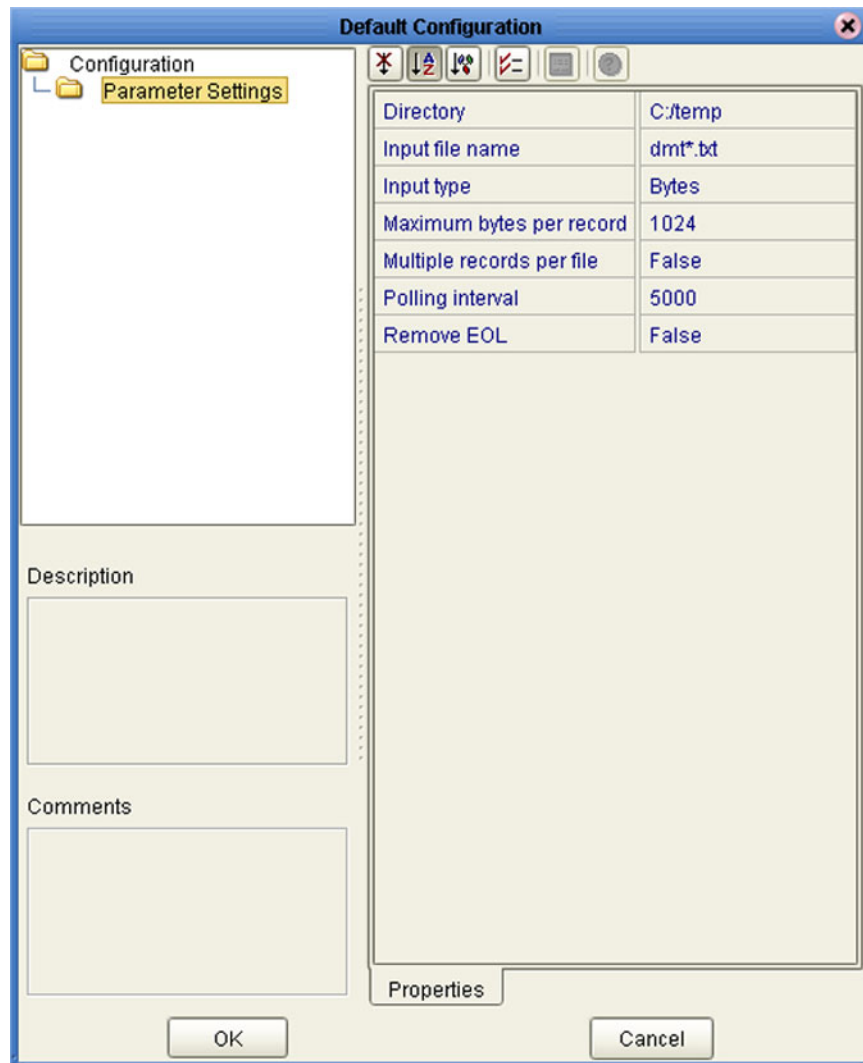 Default Configuration
Configuration
Parameter Settings
Directory C:/temp
Input file name dmt*.txt
Input type Bytes
Maximum bytes per record 1024
Multiple records per file False
Polling interval 5000
Remove EOL False
Description
Comments
Properties
OK Cancel